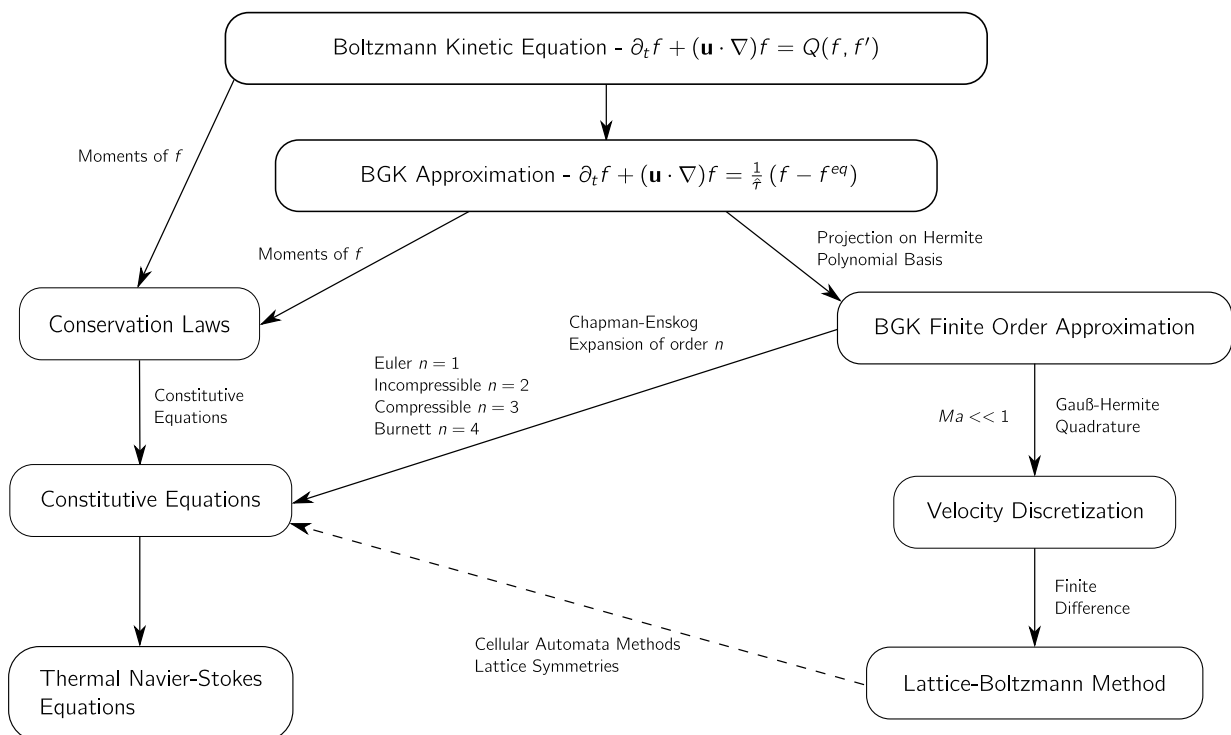 Boltzmann Kinetic Equation - ∂ₜf + (𝐮 · ∇)f = Q(f, f′)
Moments of f
BGK Approximation - ∂ₜf + (𝐮 · ∇)f = 1/τ̂ (f − f^eq)
Moments of f
Projection on Hermite
Polynomial Basis
Conservation Laws
BGK Finite Order Approximation
Chapman-Enskog
Expansion of order n
Euler n = 1
Incompressible n = 2
Compressible n = 3
Burnett n = 4
Constitutive
Equations
Ma << 1
Gauß-Hermite
Quadrature
Constitutive Equations
Velocity Discretization
Finite
Difference
Cellular Automata Methods
Lattice Symmetries
Thermal Navier-Stokes
Equations
Lattice-Boltzmann Method